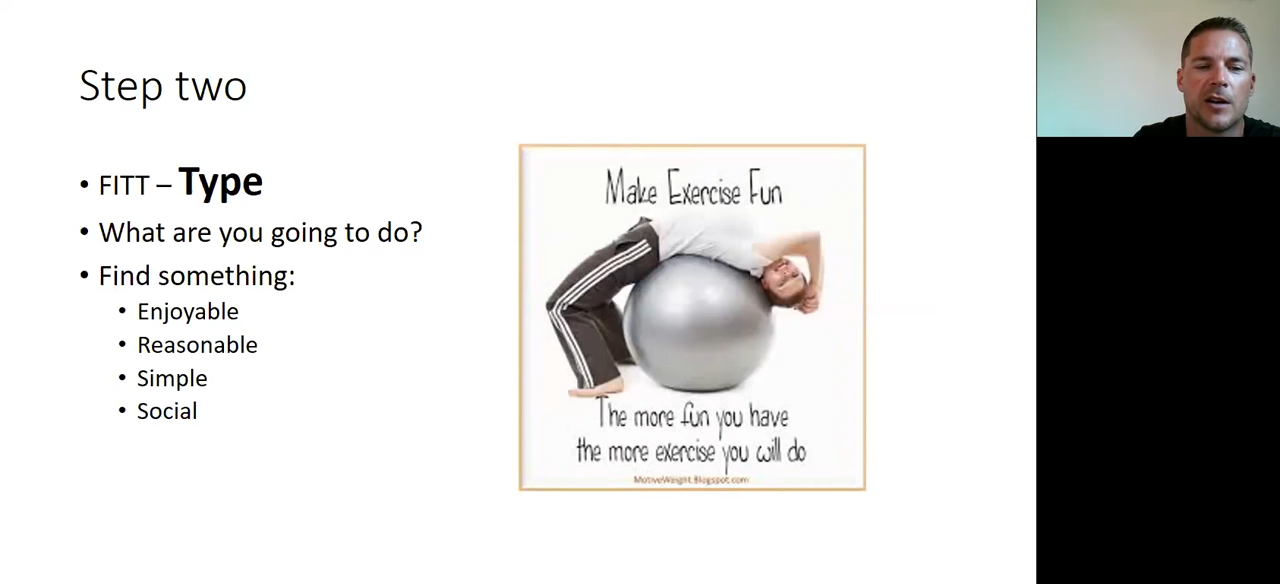 Step two
• FITT – Type
• What are you going to do?
• Find something:
• Enjoyable
• Reasonable
• Simple
• Social
Make Exercise Fun
The more fun you have
the more exercise you will do
MotiveWeight.Blogspot.com